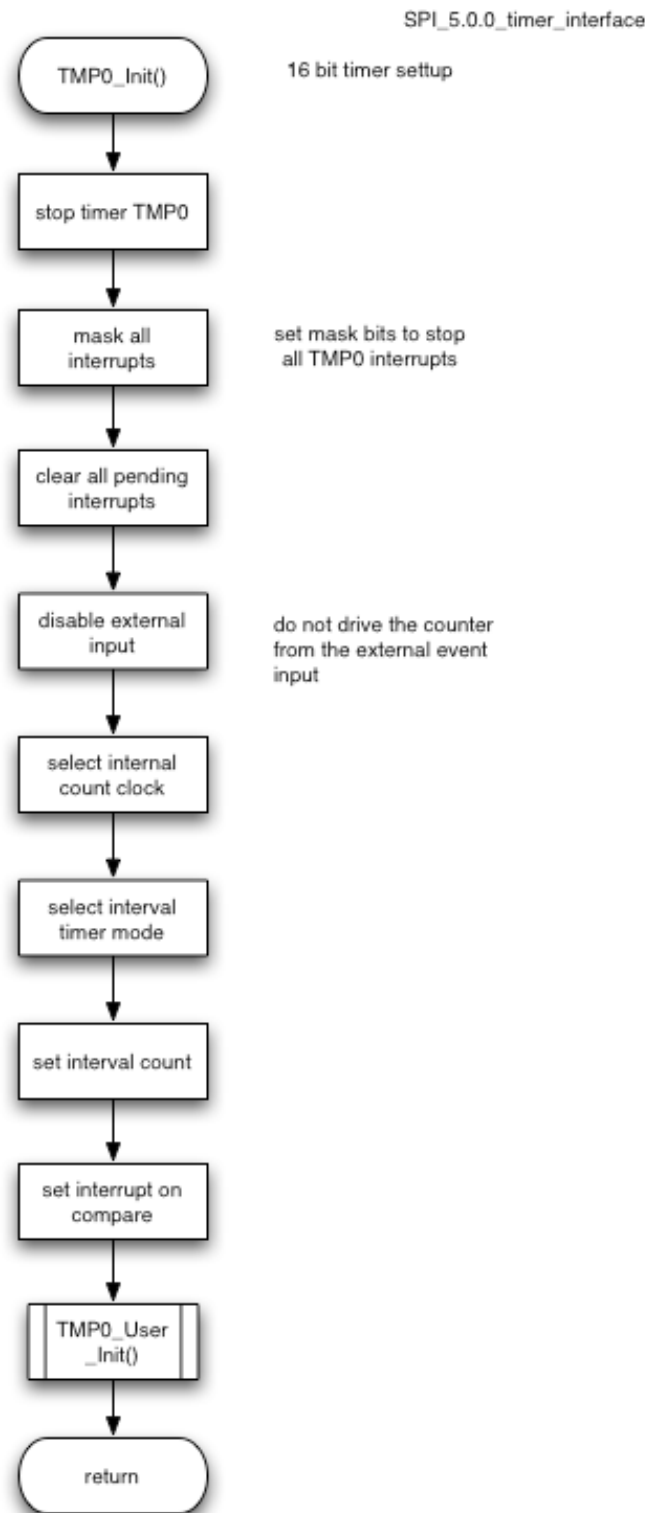 SPI_5.0.0_timer_interface
TMP0_Init()
16 bit timer settup
stop timer TMP0
mask all
interrupts
set mask bits to stop
all TMP0 interrupts
clear all pending
interrupts
disable external
input
do not drive the counter
from the external event
input
select internal
count clock
select interval
timer mode
set interval count
set interrupt on
compare
TMP0_User
_Init()
return